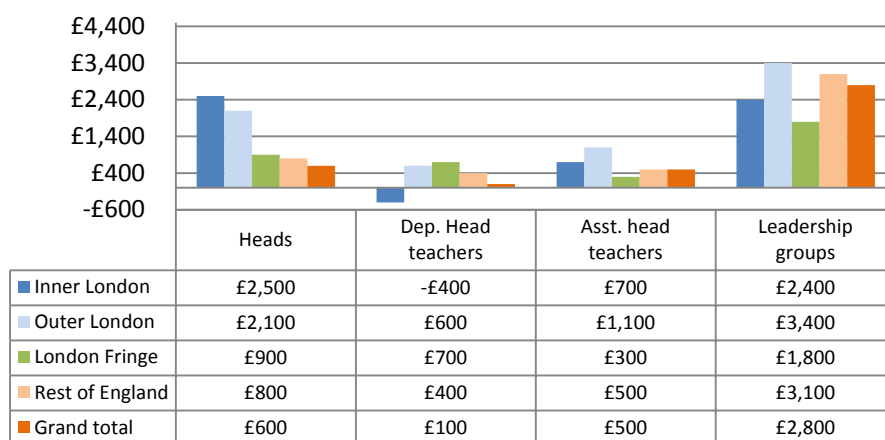 £4,400
£3,400
£2,400
£1,400
£400
-£600
Heads
Dep. Head
teachers
Asst. head
teachers
Leadership
groups
Inner London £2,500 -£400 £700 £2,400
Outer London £2,100 £600 £1,100 £3,400
London Fringe £900 £700 £300 £1,800
Rest of England £800 £400 £500 £3,100
Grand total £600 £100 £500 £2,800